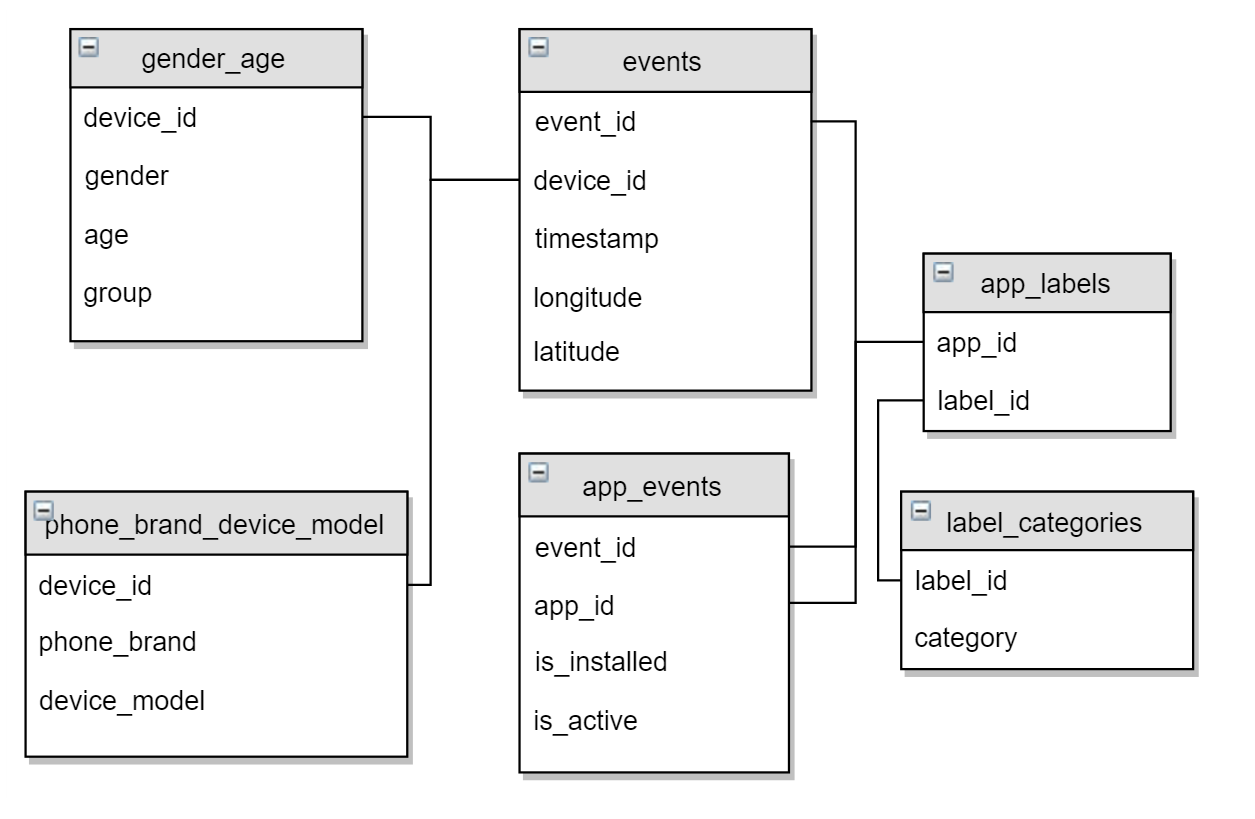 gender_age
device_id
gender
age
group
events
event_id
device_id
timestamp
longitude
latitude
app_labels
app_id
label_id
phone_brand_device_model
device_id
phone_brand
device_model
app_events
event_id
app_id
is_installed
is_active
label_categories
label_id
category